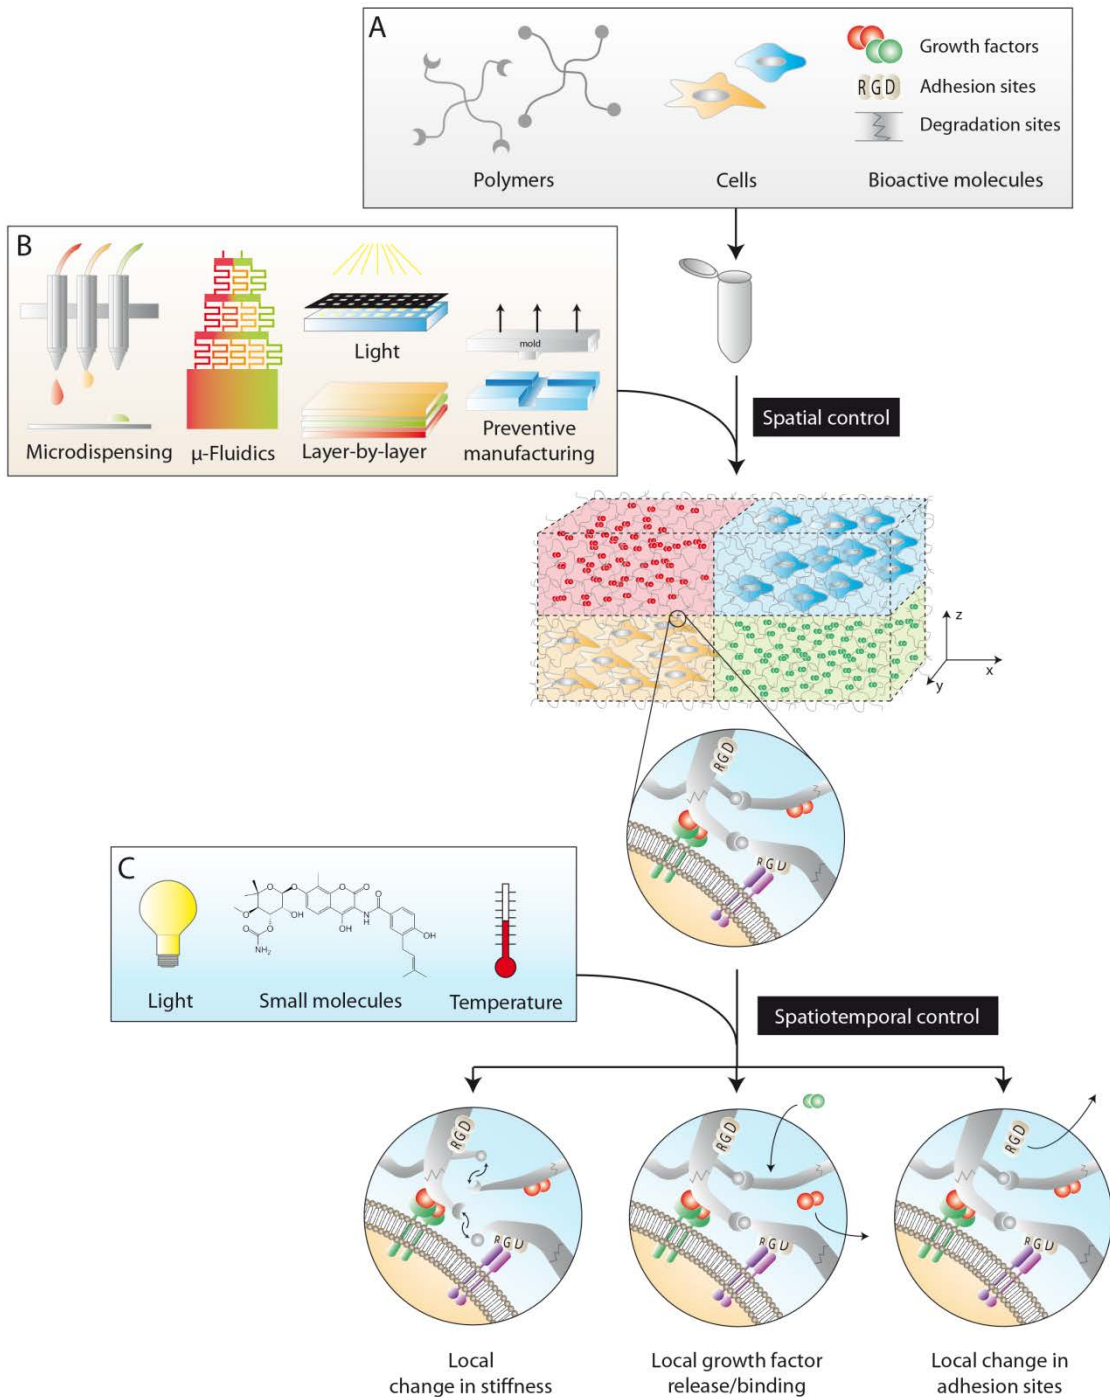 A
Growth factors
RGD
Adhesion sites
Degradation sites
Polymers
Cells
Bioactive molecules
B
Light
mold
Microdispensing
µ-Fluidics
Layer-by-layer
Preventive
manufacturing
Spatial control
z
x
y
RGD
RGD
C
O
O
O
O
O
O
OH
O
NH₂
OH
N
H
O
OH
Light
Small molecules
Temperature
Spatiotemporal control
RGD
RGD
RGD
RGD
RGD
RGD
Local
change in stiffness
Local growth factor
release/binding
Local change in
adhesion sites